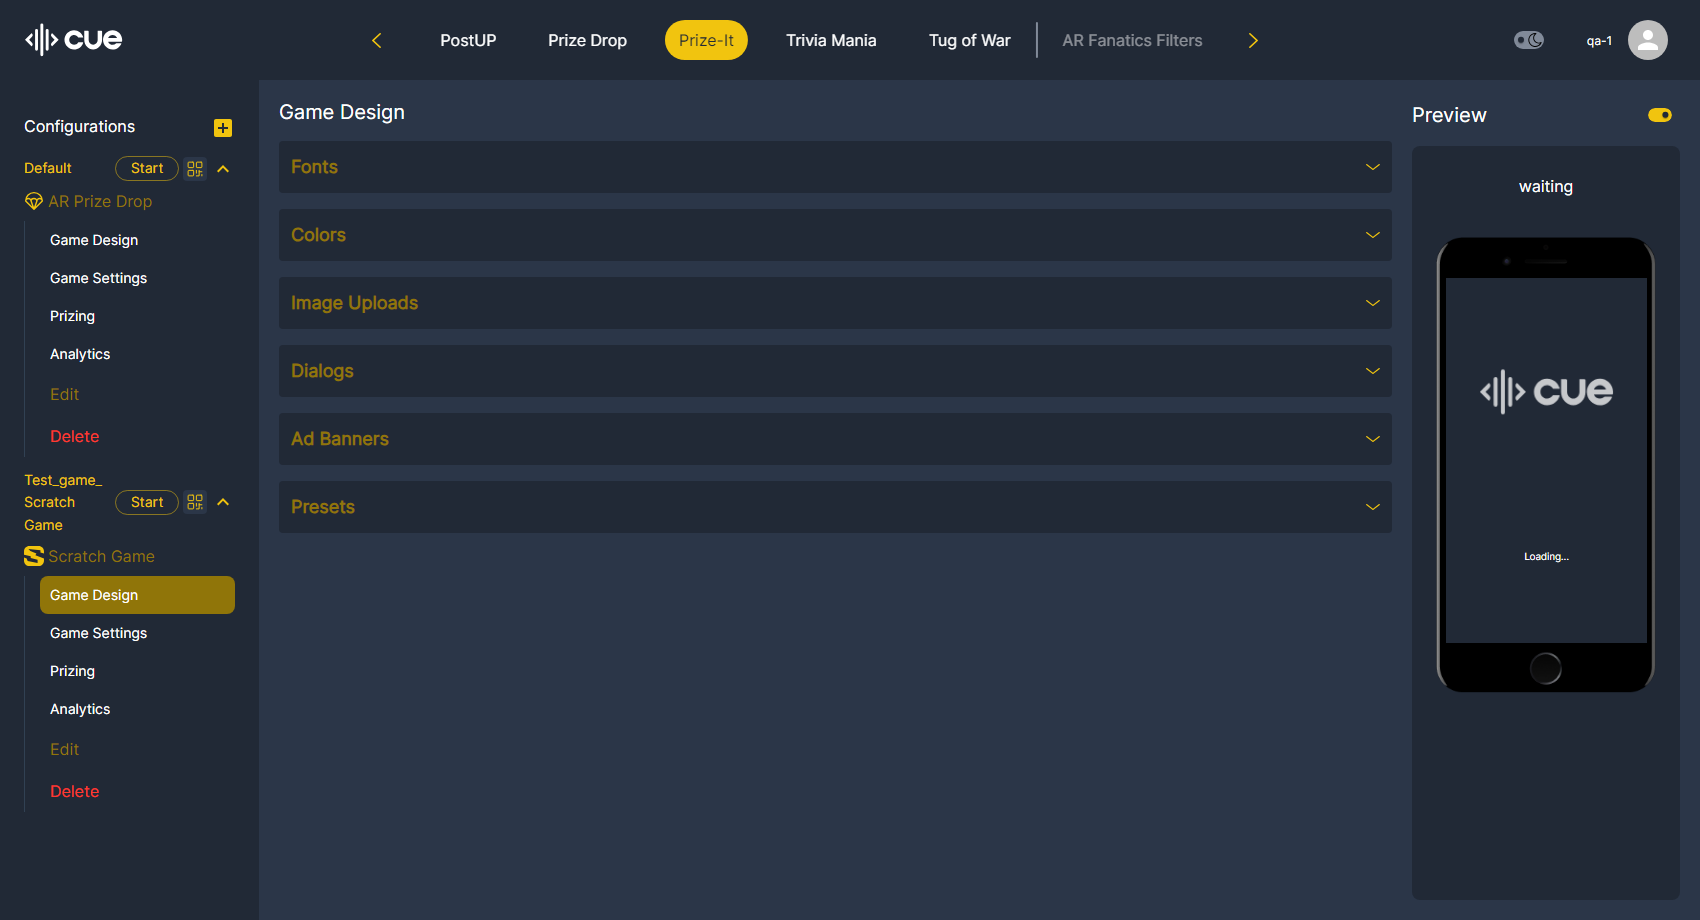 cue
PostUP
Prize Drop
Prize-It
Trivia Mania
Tug of War
AR Fanatics Filters
qa-1
Configurations
Default
Start
AR Prize Drop
Game Design
Game Settings
Prizing
Analytics
Edit
Delete
Test_game_
Scratch
Game
Start
Scratch Game
Game Design
Game Settings
Prizing
Analytics
Edit
Delete
Game Design
Fonts
Colors
Image Uploads
Dialogs
Ad Banners
Presets
Preview
waiting
cue
Loading...